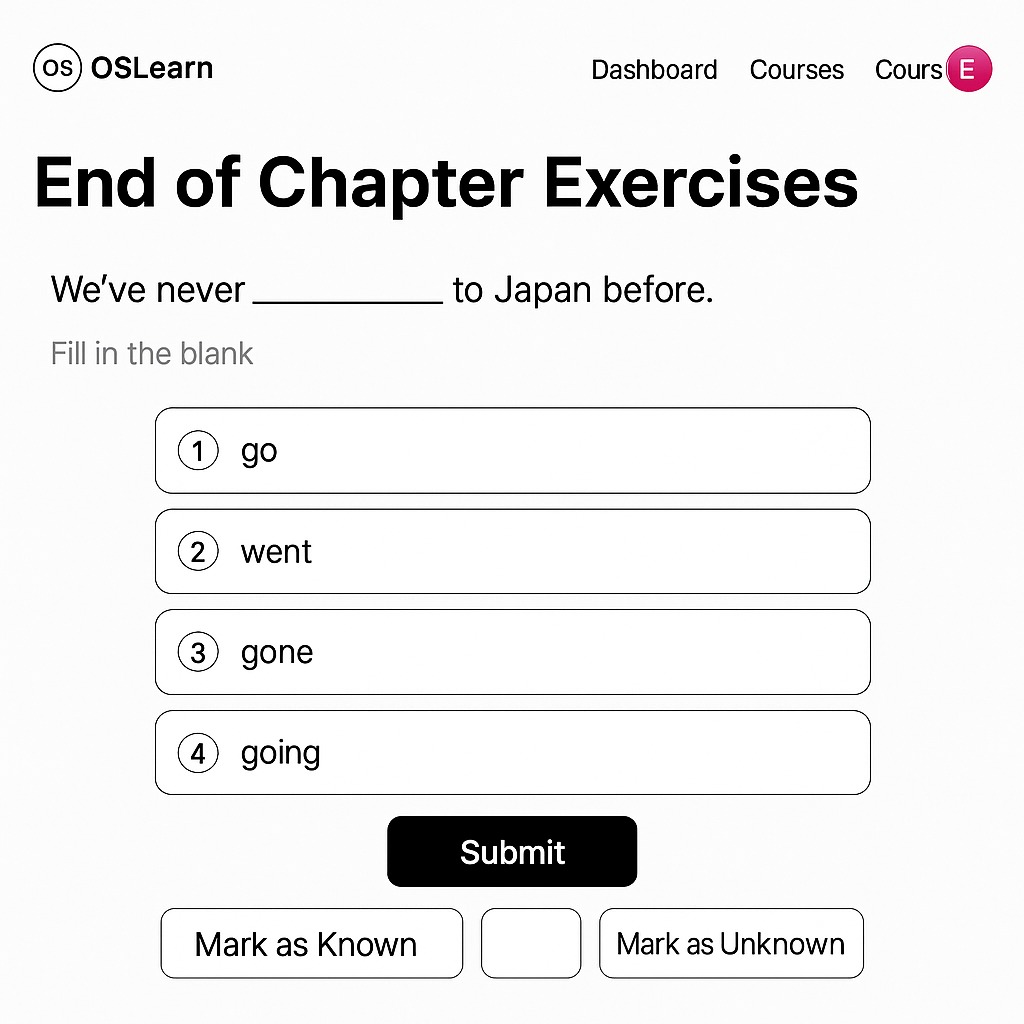 OS OSLearn Dashboard Courses Cours E
End of Chapter Exercises
We've never __________ to Japan before.
Fill in the blank
1 go
2 went
3 gone
4 going
Submit
Mark as Known Mark as Unknown